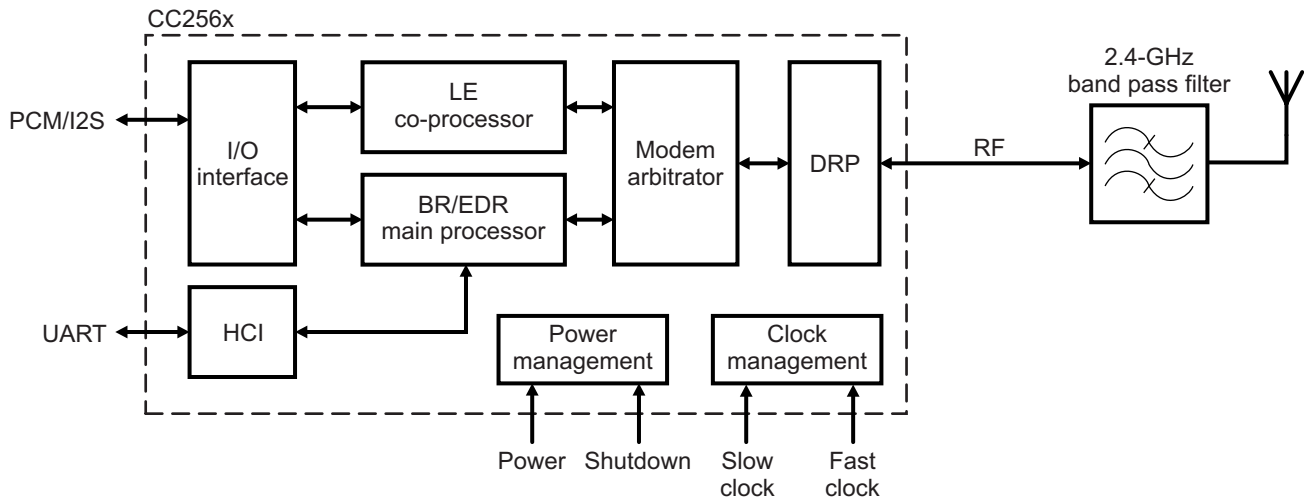 CC256x
2.4-GHz
band pass filter
PCM/I2S
I/O
interface
LE
co-processor
BR/EDR
main processor
Modem
arbitrator
DRP
RF
UART
HCI
Power
management
Clock
management
Power
Shutdown
Slow
clock
Fast
clock